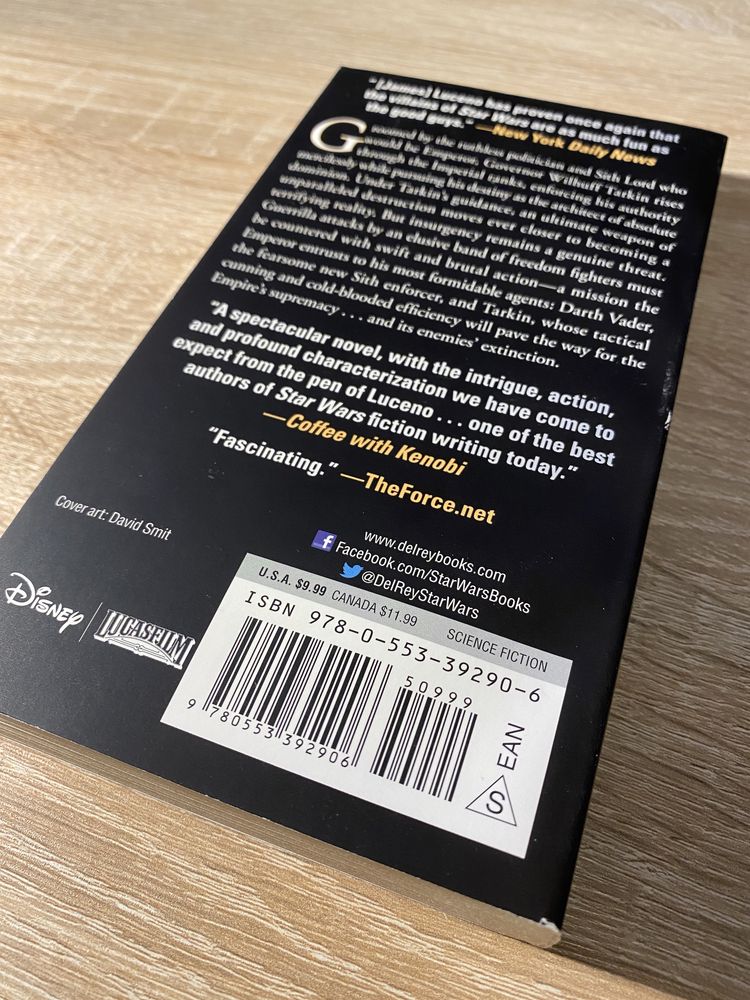 "[James] Luceno has proven once again that
the villains of Star Wars are as much fun as
the good guys." —New York Daily News
Groomed by the ruthless politician and Sith Lord who
would be Emperor, Governor Wilhuff Tarkin rises
through the Imperial ranks, enforcing his authority
mercilessly while pursuing his destiny as the architect of absolute
dominion. Under Tarkin's guidance, an ultimate weapon of
unparalleled destruction moves ever closer to becoming a
terrifying reality. But insurgency remains a genuine threat.
Guerrilla attacks by an elusive band of freedom fighters must
be countered with swift and brutal action—a mission the
Emperor entrusts to his most formidable agents: Darth Vader,
the fearsome new Sith enforcer, and Tarkin, whose tactical
cunning and cold-blooded efficiency will pave the way for the
Empire's supremacy . . . and its enemies' extinction.
"A spectacular novel, with the intrigue, action,
and profound characterization we have come to
expect from the pen of Luceno . . . one of the best
authors of Star Wars fiction writing today."
—Coffee with Kenobi
"Fascinating." —TheForce.net
Cover art: David Smit
www.delreybooks.com
Facebook.com/StarWarsBooks
@DelReyStarWars
Disney | LUCASFILM
U.S.A. $9.99 CANADA $11.99 SCIENCE FICTION
ISBN 978-0-553-39290-6
50999
9 780553 392906
S EAN